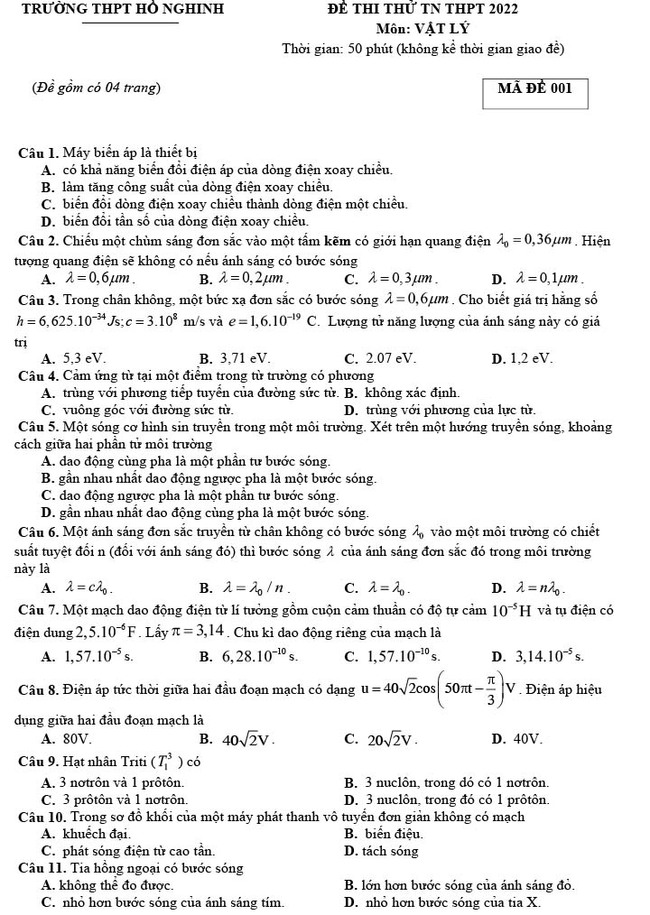 TRƯỜNG THPT HỒ NGHINH
ĐỀ THI THỬ TN THPT 2022
Môn: VẬT LÝ
Thời gian: 50 phút (không kể thời gian giao đề)
(Đề gồm có 04 trang)
MÃ ĐỀ 001
Câu 1. Máy biến áp là thiết bị
A. có khả năng biến đổi điện áp của dòng điện xoay chiều.
B. làm tăng công suất của dòng điện xoay chiều.
C. biến đổi dòng điện xoay chiều thành dòng điện một chiều.
D. biến đổi tần số của dòng điện xoay chiều.
Câu 2. Chiếu một chùm sáng đơn sắc vào một tấm kẽm có giới hạn quang điện λ₀ = 0,36μm . Hiện
tượng quang điện sẽ không có nếu ánh sáng có bước sóng
A. λ = 0,6μm . B. λ = 0,2μm . C. λ = 0,3μm . D. λ = 0,1μm .
Câu 3. Trong chân không, một bức xạ đơn sắc có bước sóng λ = 0,6μm . Cho biết giá trị hằng số
h = 6,625.10⁻³⁴ Js; c = 3.10⁸ m/s và e = 1,6.10⁻¹⁹ C. Lượng tử năng lượng của ánh sáng này có giá
trị
A. 5,3 eV. B. 3,71 eV. C. 2.07 eV. D. 1,2 eV.
Câu 4. Cảm ứng từ tại một điểm trong từ trường có phương
A. trùng với phương tiếp tuyến của đường sức từ. B. không xác định.
C. vuông góc với đường sức từ. D. trùng với phương của lực từ.
Câu 5. Một sóng cơ hình sin truyền trong một môi trường. Xét trên một hướng truyền sóng, khoảng
cách giữa hai phần tử môi trường
A. dao động cùng pha là một phần tư bước sóng.
B. gần nhau nhất dao động ngược pha là một bước sóng.
C. dao động ngược pha là một phần tư bước sóng.
D. gần nhau nhất dao động cùng pha là một bước sóng.
Câu 6. Một ánh sáng đơn sắc truyền từ chân không có bước sóng λ₀ vào một môi trường có chiết
suất tuyệt đối n (đối với ánh sáng đó) thì bước sóng λ của ánh sáng đơn sắc đó trong môi trường
này là
A. λ = cλ₀ . B. λ = λ₀ / n . C. λ = λ₀ . D. λ = nλ₀ .
Câu 7. Một mạch dao động điện từ lí tưởng gồm cuộn cảm thuần có độ tự cảm 10⁻⁵H và tụ điện có
điện dung 2,5.10⁻⁶F . Lấy π = 3,14 . Chu kì dao động riêng của mạch là
A. 1,57.10⁻⁵ s. B. 6,28.10⁻¹⁰ s. C. 1,57.10⁻¹⁰ s. D. 3,14.10⁻⁵ s.
Câu 8. Điện áp tức thời giữa hai đầu đoạn mạch có dạng u = 40√2cos(50πt − π/3)V . Điện áp hiệu
dụng giữa hai đầu đoạn mạch là
A. 80V. B. 40√2V . C. 20√2V . D. 40V.
Câu 9. Hạt nhân Triti (T₁³ ) có
A. 3 nơtrôn và 1 prôtôn. B. 3 nuclôn, trong dó có 1 nơtrôn.
C. 3 prôtôn và 1 nơtrôn. D. 3 nuclôn, trong đó có 1 prôtôn.
Câu 10. Trong sơ đồ khối của một máy phát thanh vô tuyến đơn giản không có mạch
A. khuếch đại. B. biến điệu.
C. phát sóng điện từ cao tần. D. tách sóng
Câu 11. Tia hồng ngoại có bước sóng
A. không thể đo được. B. lớn hơn bước sóng của ánh sáng đỏ.
C. nhỏ hơn bước sóng của ánh sáng tím. D. nhỏ hơn bước sóng của tia X.